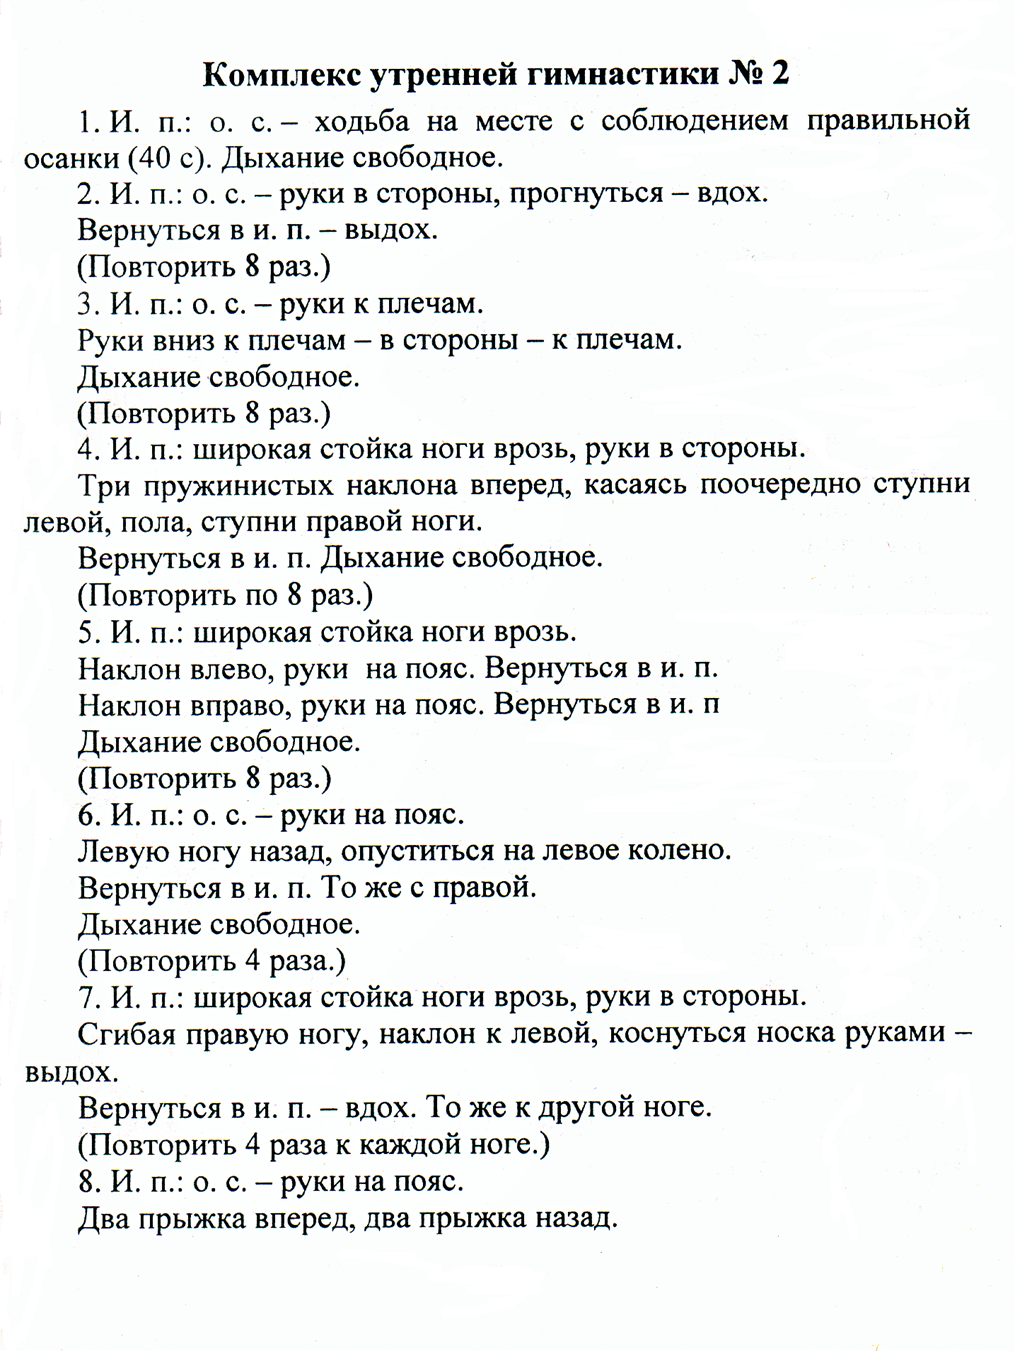 Комплекс утренней гимнастики № 2
1. И. п.: о. с. – ходьба на месте с соблюдением правильной
осанки (40 с). Дыхание свободное.
2. И. п.: о. с. – руки в стороны, прогнуться – вдох.
Вернуться в и. п. – выдох.
(Повторить 8 раз.)
3. И. п.: о. с. – руки к плечам.
Руки вниз к плечам – в стороны – к плечам.
Дыхание свободное.
(Повторить 8 раз.)
4. И. п.: широкая стойка ноги врозь, руки в стороны.
Три пружинистых наклона вперед, касаясь поочередно ступни
левой, пола, ступни правой ноги.
Вернуться в и. п. Дыхание свободное.
(Повторить по 8 раз.)
5. И. п.: широкая стойка ноги врозь.
Наклон влево, руки  на пояс. Вернуться в и. п.
Наклон вправо, руки на пояс. Вернуться в и. п
Дыхание свободное.
(Повторить 8 раз.)
6. И. п.: о. с. – руки на пояс.
Левую ногу назад, опуститься на левое колено.
Вернуться в и. п. То же с правой.
Дыхание свободное.
(Повторить 4 раза.)
7. И. п.: широкая стойка ноги врозь, руки в стороны.
Сгибая правую ногу, наклон к левой, коснуться носка руками –
выдох.
Вернуться в и. п. – вдох. То же к другой ноге.
(Повторить 4 раза к каждой ноге.)
8. И. п.: о. с. – руки на пояс.
Два прыжка вперед, два прыжка назад.